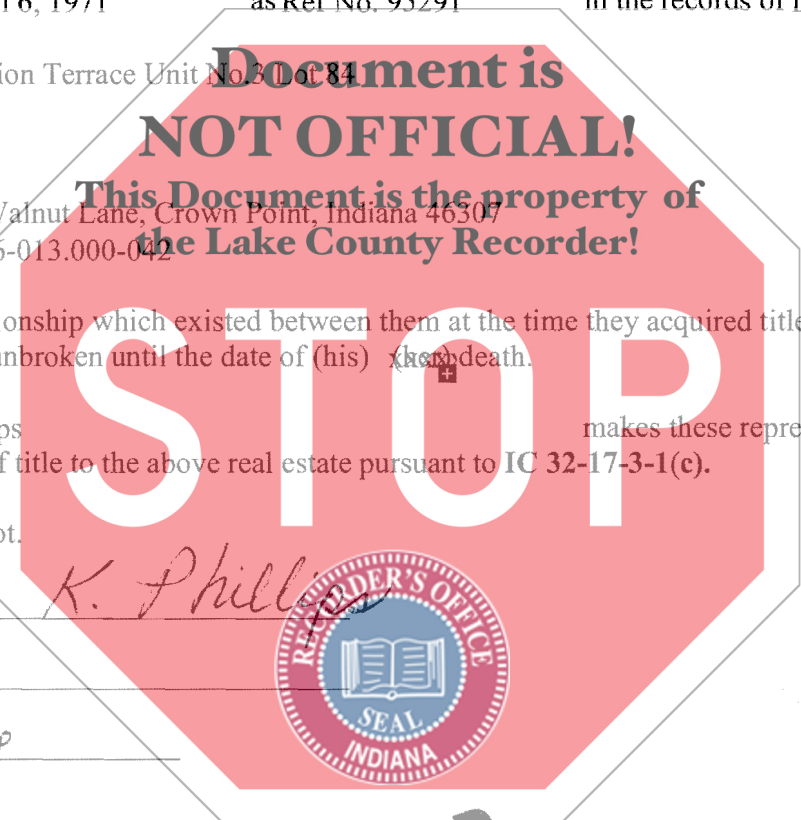 1971 as Ref No. 95291 in the records of
ion Terrace Unit No.3 Lot 84
Document is
NOT OFFICIAL!
This Document is the property of
the Lake County Recorder!
Walnut Lane, Crown Point, Indiana 46307
-013.000-042
onship which existed between them at the time they acquired title
unbroken until the date of (his) (her) death.
ps makes these repre
f title to the above real estate pursuant to IC 32-17-3-1(c).
ot.
STOP
K. Phillips
RECORDER'S OFFICE
SEAL
INDIANA